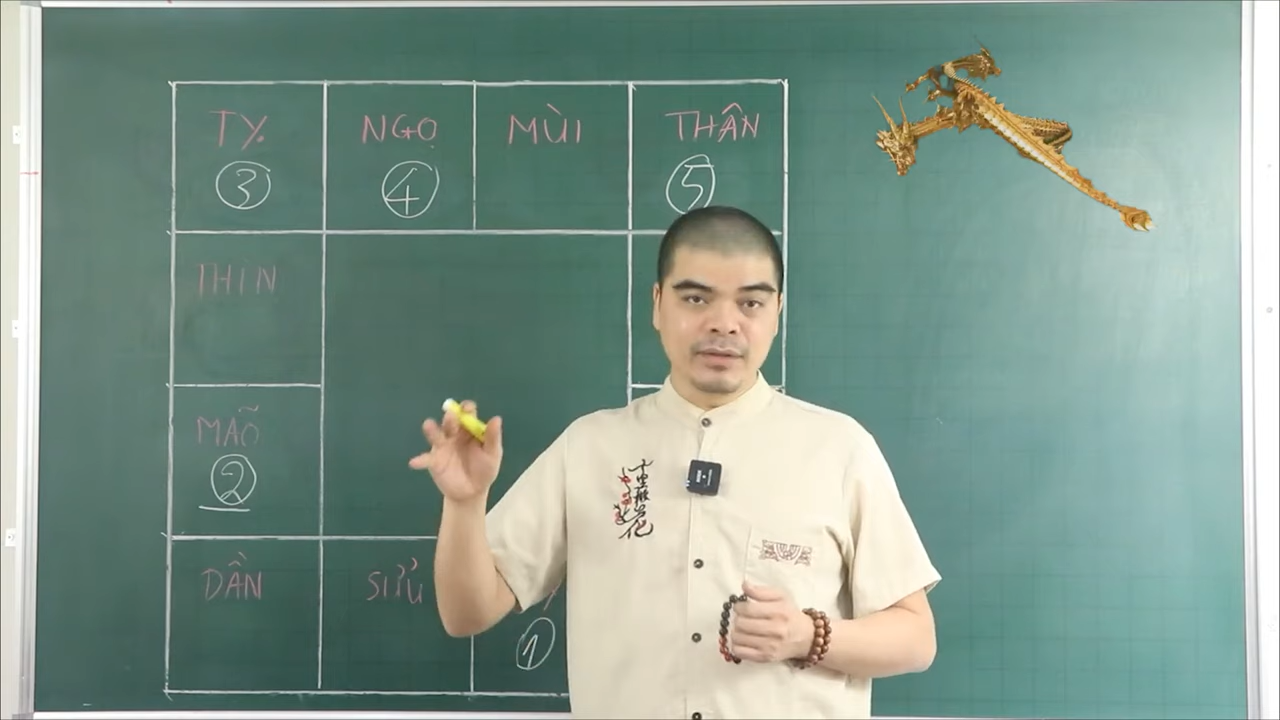 TỴ NGỌ MÙI THÂN
3 4 5
THÌN
MÃO
2
DẦN SỬU
1